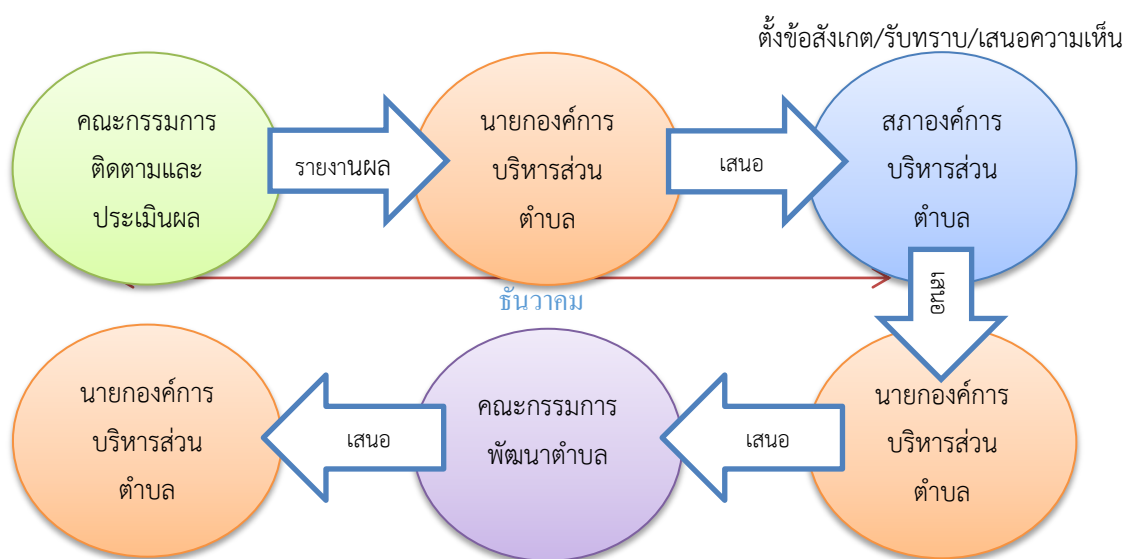 ตั้งข้อสังเกต/รับทราบ/เสนอความเห็น
คณะกรรมการ
ติดตามและ
ประเมินผล
รายงานผล
นายกองค์การ
บริหารส่วน
ตำบล
เสนอ
สภาองค์การ
บริหารส่วน
ตำบล
ธันวาคม
เสนอ
นายกองค์การ
บริหารส่วน
ตำบล
เสนอ
คณะกรรมการ
พัฒนาตำบล
เสนอ
นายกองค์การ
บริหารส่วน
ตำบล